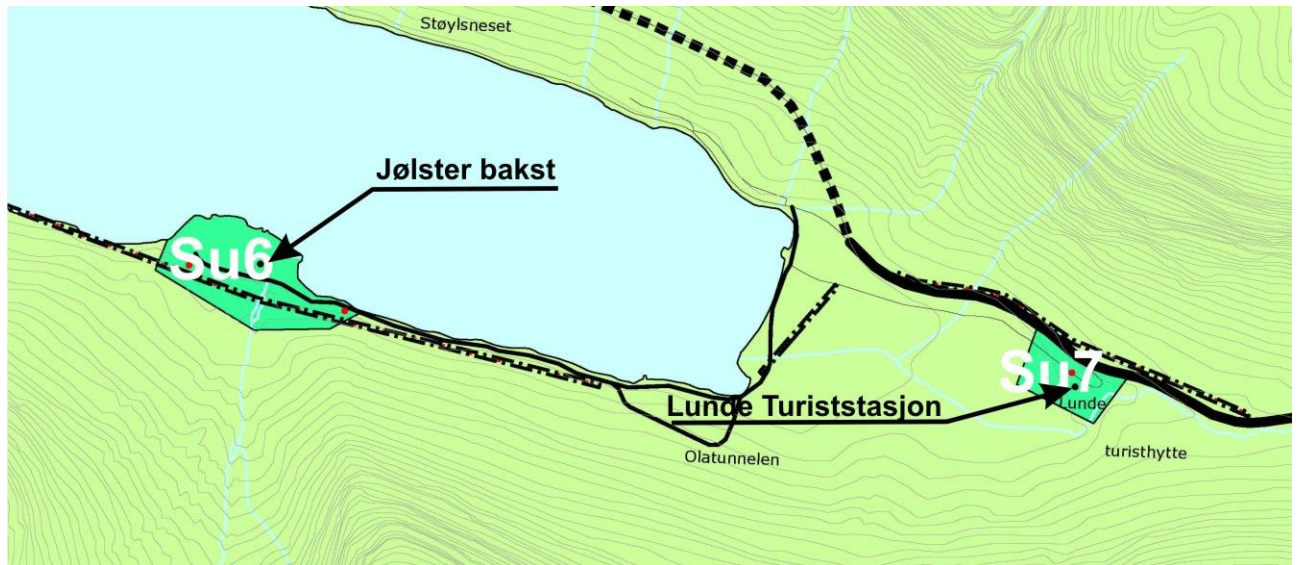 Støylsneset
Jølster bakst
Su6
Su7
Lunde Turiststasjon
Lunde
turisthytte
Olatunnelen